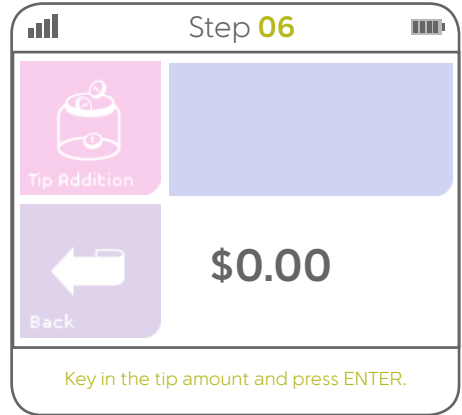 Step 06
Tip Addition
$0.00
Back
Key in the tip amount and press ENTER.